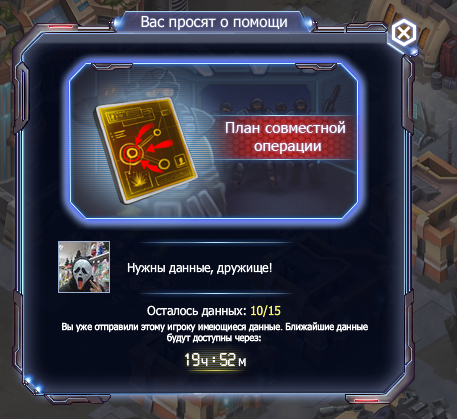 Вас просят о помощи
План совместной
операции
Нужны данные, дружище!
Осталось данных: 10/15
Вы уже отправили этому игроку имеющиеся данные. Ближайшие данные
будут доступны через:
19ч : 52м